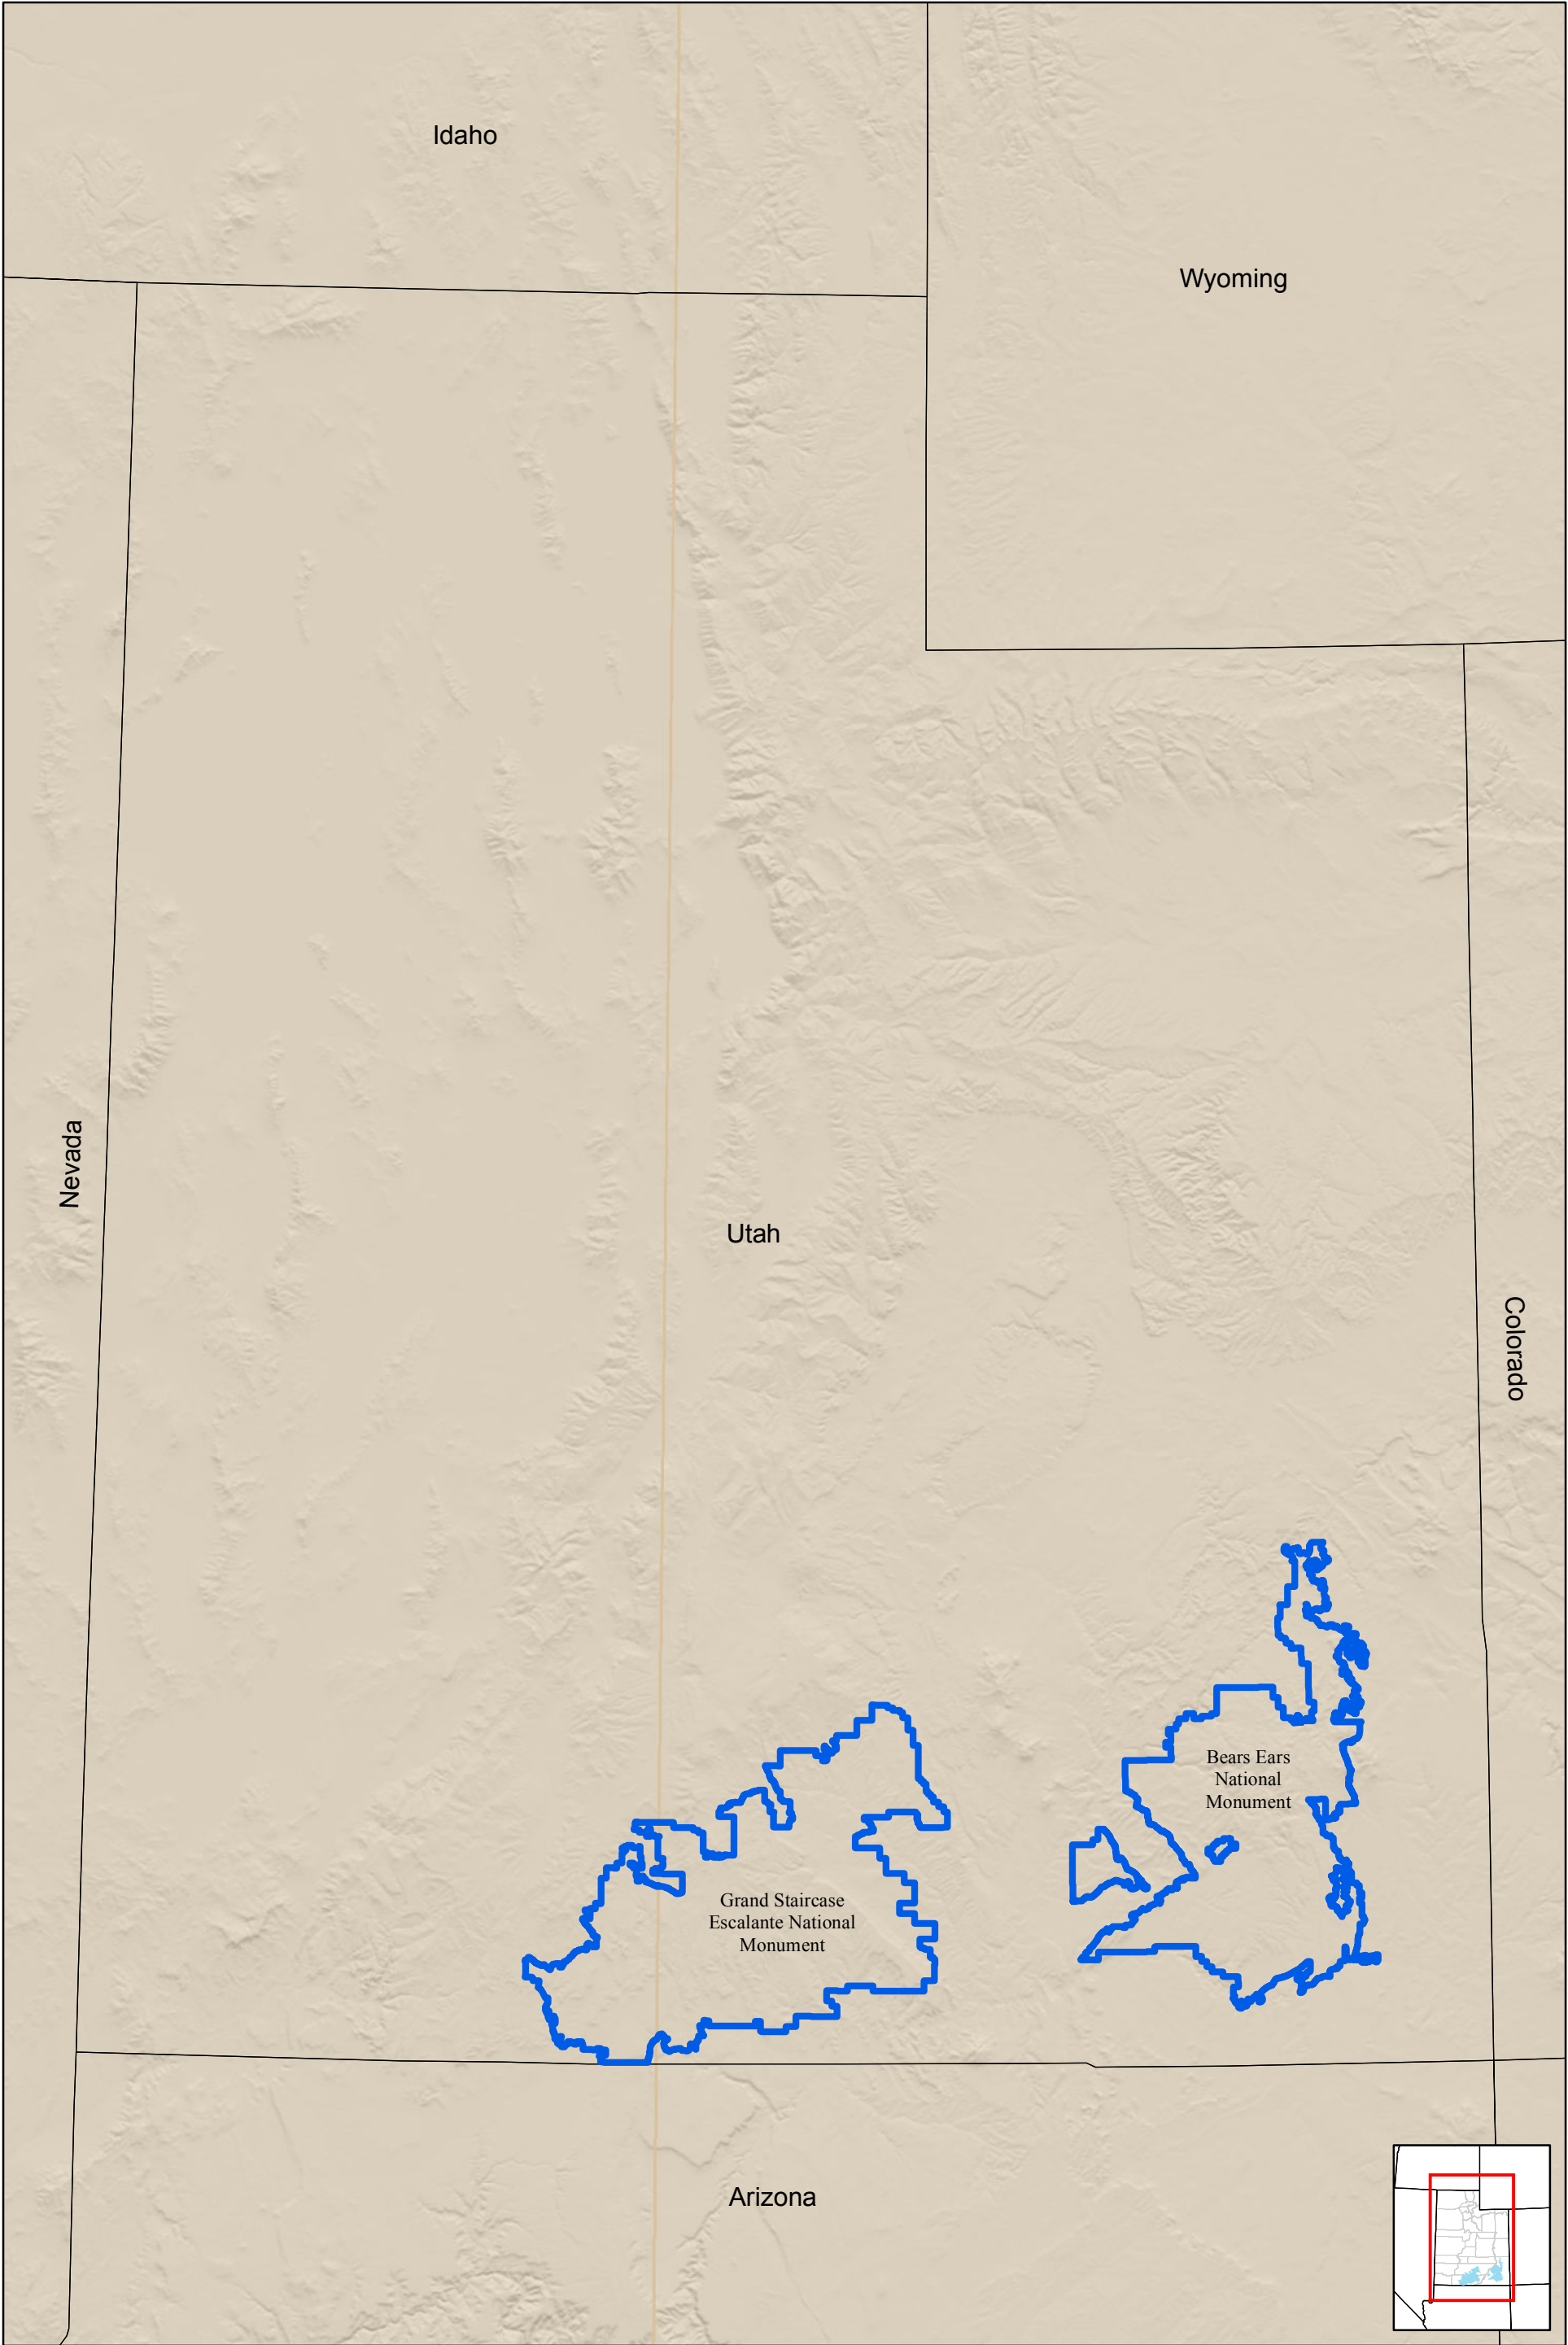 Idaho
Wyoming
Nevada
Utah
Colorado
Bears Ears
National
Monument
Grand Staircase
Escalante National
Monument
Arizona